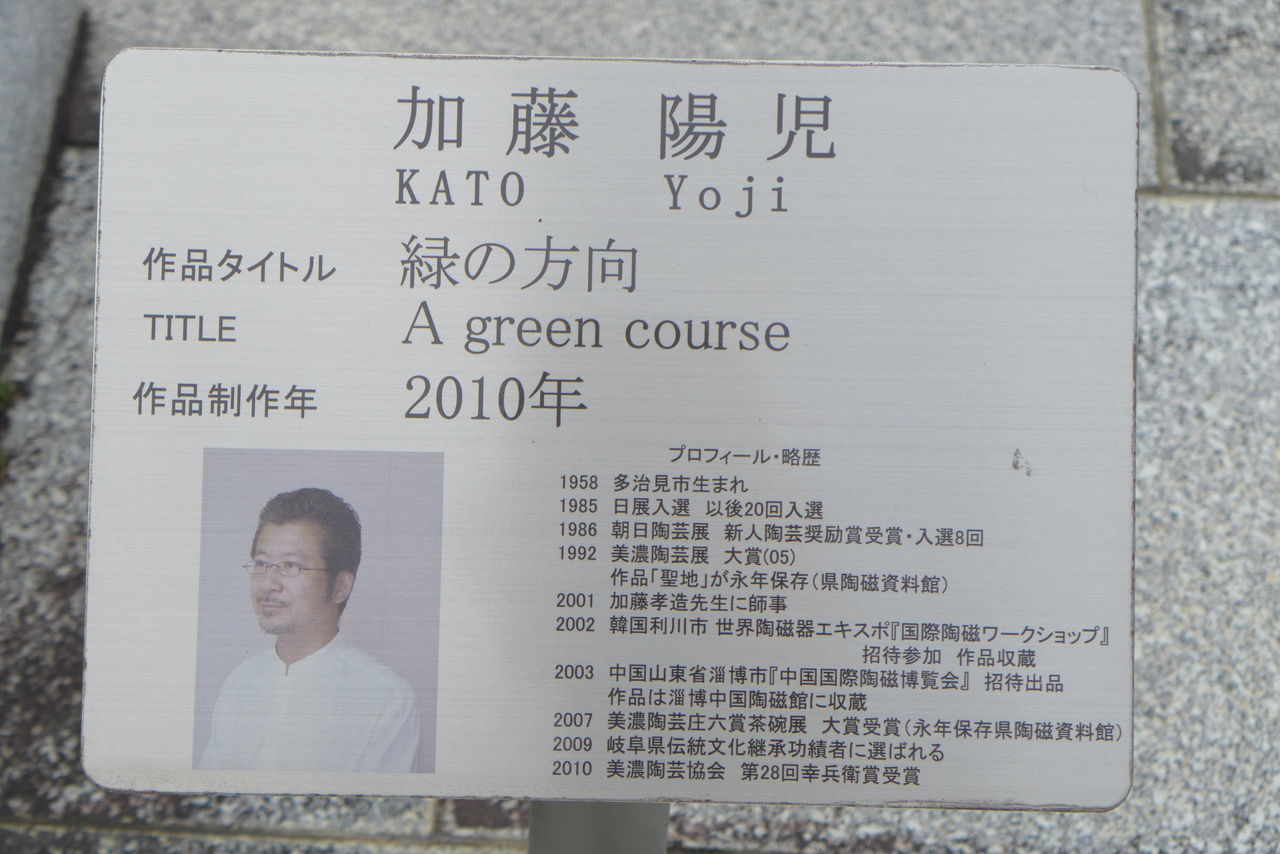 加藤 陽児
KATO Yoji
作品タイトル 緑の方向
TITLE A green course
作品制作年 2010年
プロフィール・略歴
1958 多治見市生まれ
1985 日展入選 以後20回入選
1986 朝日陶芸展 新人陶芸奨励賞受賞・入選8回
1992 美濃陶芸展 大賞(05)
作品「聖地」が永年保存(県陶磁資料館)
2001 加藤孝造先生に師事
2002 韓国利川市 世界陶磁器エキスポ『国際陶磁ワークショップ』
招待参加 作品収蔵
2003 中国山東省淄博市『中国国際陶磁博覧会』 招待出品
作品は淄博中国陶磁館に収蔵
2007 美濃陶芸庄六賞茶碗展 大賞受賞(永年保存県陶磁資料館)
2009 岐阜県伝統文化継承功績者に選ばれる
2010 美濃陶芸協会 第28回幸兵衛賞受賞